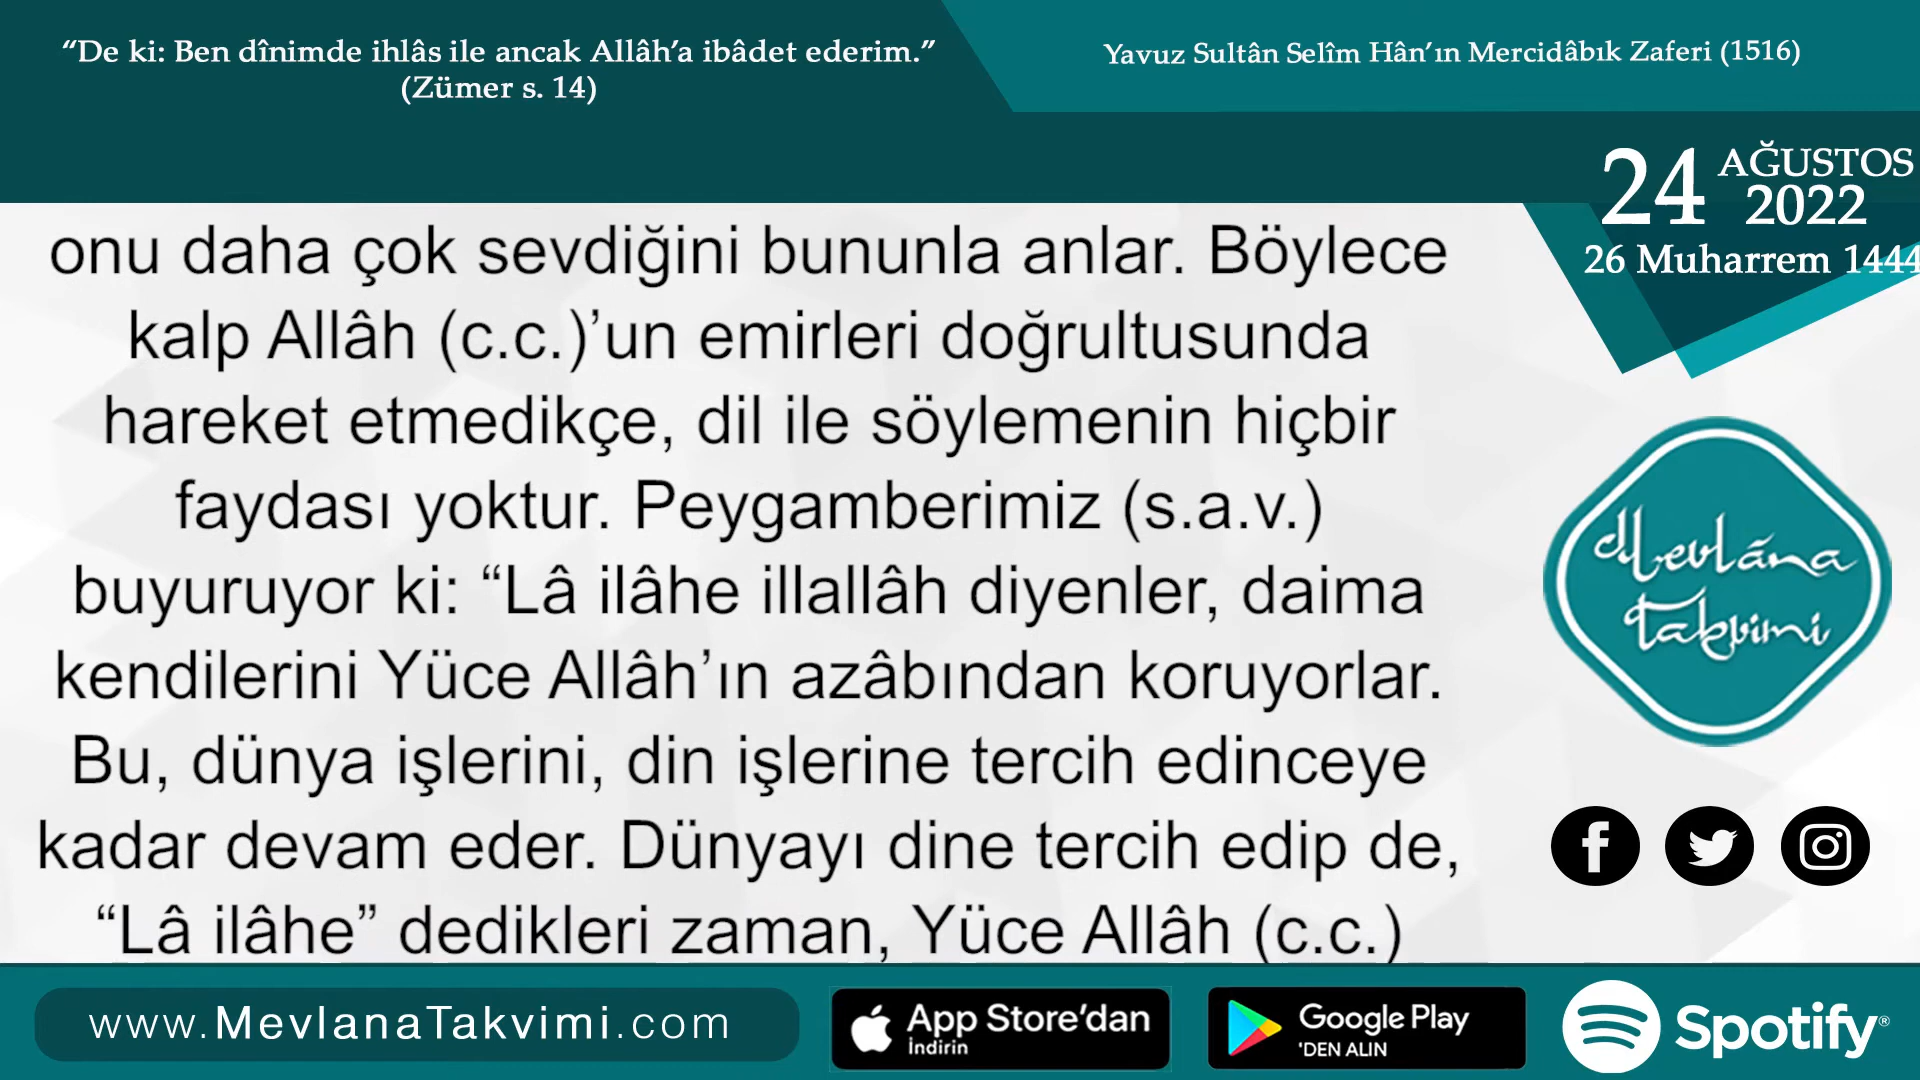 “De ki: Ben dînimde ihlâs ile ancak Allâh’a ibâdet ederim.”
(Zümer s. 14)
Yavuz Sultân Selîm Hân’ın Mercidâbık Zaferi (1516)
24 AĞUSTOS
2022
26 Muharrem 1444
onu daha çok sevdiğini bununla anlar. Böylece
kalp Allâh (c.c.)’un emirleri doğrultusunda
hareket etmedikçe, dil ile söylemenin hiçbir
faydası yoktur. Peygamberimiz (s.a.v.)
buyuruyor ki: “Lâ ilâhe illallâh diyenler, daima
kendilerini Yüce Allâh’ın azâbından koruyorlar.
Bu, dünya işlerini, din işlerine tercih edinceye
kadar devam eder. Dünyayı dine tercih edip de,
“Lâ ilâhe” dedikleri zaman, Yüce Allâh (c.c.)
Mevlâna
Takvimi
www.MevlanaTakvimi.com
App Store’dan
İndirin
Google Play
'DEN ALIN
Spotify®